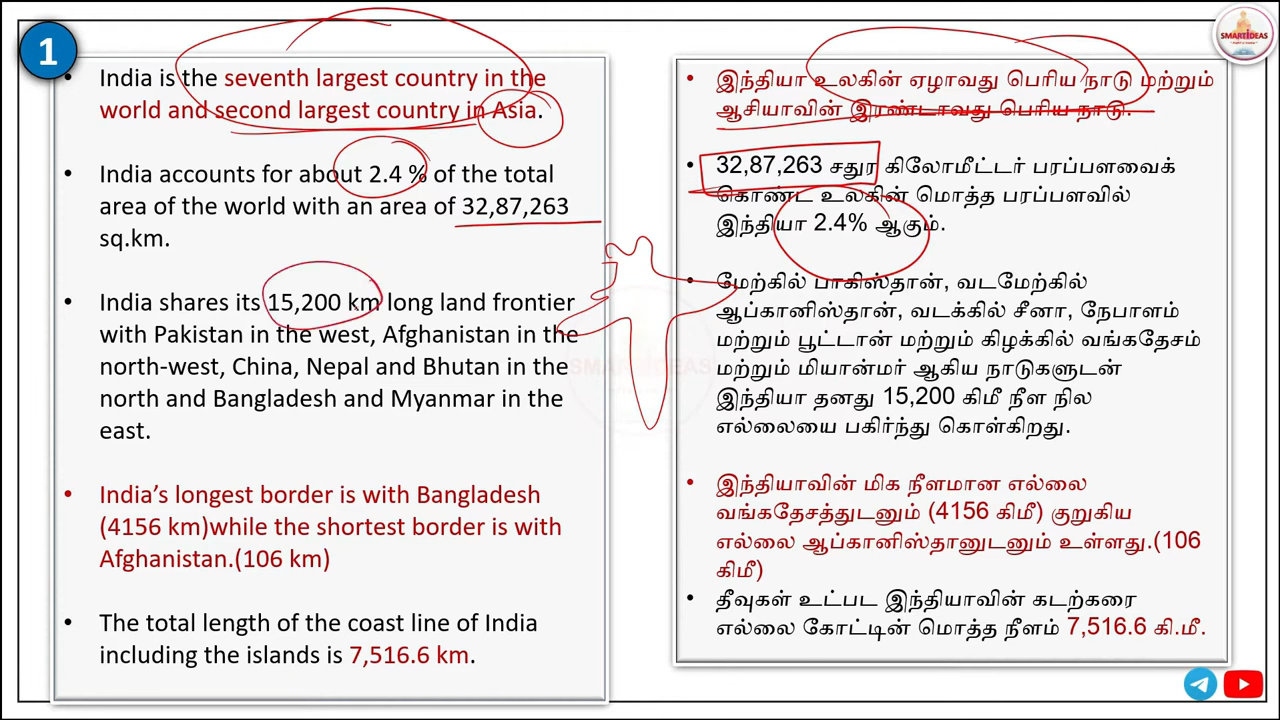 1
SMARTIDEAS
• India is the seventh largest country in the
world and second largest country in Asia.
• India accounts for about 2.4 % of the total
area of the world with an area of 32,87,263
sq.km.
• India shares its 15,200 km long land frontier
with Pakistan in the west, Afghanistan in the
north-west, China, Nepal and Bhutan in the
north and Bangladesh and Myanmar in the
east.
• India’s longest border is with Bangladesh
(4156 km)while the shortest border is with
Afghanistan.(106 km)
• The total length of the coast line of India
including the islands is 7,516.6 km.
• இந்தியா உலகின் ஏழாவது பெரிய நாடு மற்றும்
ஆசியாவின் இரண்டாவது பெரிய நாடு.
• 32,87,263 சதுர கிலோமீட்டர் பரப்பளவைக்
கொண்ட உலகின் மொத்த பரப்பளவில்
இந்தியா 2.4% ஆகும்.
• மேற்கில் பாகிஸ்தான், வடமேற்கில்
ஆப்கானிஸ்தான், வடக்கில் சீனா, நேபாளம்
மற்றும் பூட்டான் மற்றும் கிழக்கில் வங்கதேசம்
மற்றும் மியான்மர் ஆகிய நாடுகளுடன்
இந்தியா தனது 15,200 கிமீ நீள நில
எல்லையை பகிர்ந்து கொள்கிறது.
• இந்தியாவின் மிக நீளமான எல்லை
வங்கதேசத்துடனும் (4156 கிமீ) குறுகிய
எல்லை ஆப்கானிஸ்தானுடனும் உள்ளது.(106
கிமீ)
• தீவுகள் உட்பட இந்தியாவின் கடற்கரை
எல்லை கோட்டின் மொத்த நீளம் 7,516.6 கி.மீ.
SMARTIDEAS